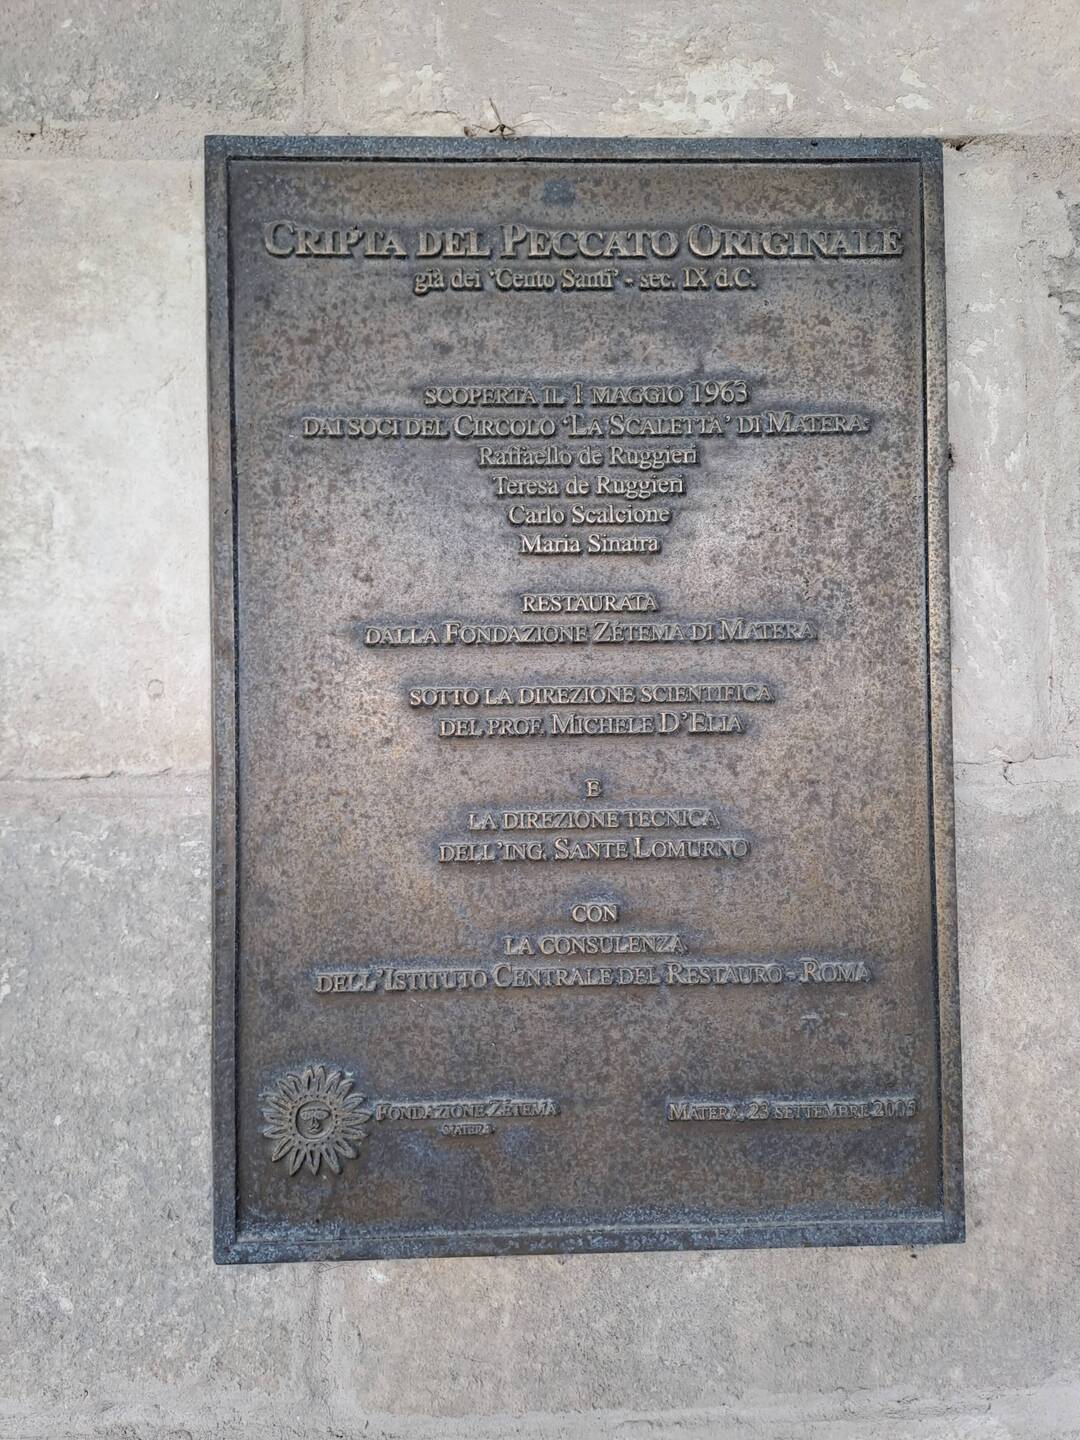 CRIPTA DEL PECCATO ORIGINALE
già dei 'Cento Santi' - sec. IX d.C.
SCOPERTA IL 1 MAGGIO 1963
DAI SOCI DEL CIRCOLO 'LA SCALETTA' DI MATERA:
Raffaello de Ruggieri
Teresa de Ruggieri
Carlo Scalcione
Maria Sinatra
RESTAURATA
DALLA FONDAZIONE ZÉTEMA DI MATERA
SOTTO LA DIREZIONE SCIENTIFICA
DEL PROF. MICHELE D'ELIA
E
LA DIREZIONE TECNICA
DELL'ING. SANTE LOMURNO
CON
LA CONSULENZA
DELL'ISTITUTO CENTRALE DEL RESTAURO - ROMA
FONDAZIONE ZÉTEMA
MATERA
MATERA, 23 SETTEMBRE 2005